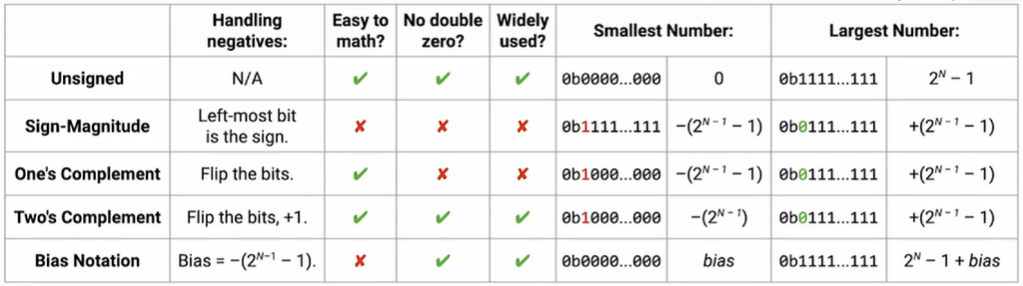 Handling negatives: Easy to math? No double zero? Widely used? Smallest Number: Largest Number:
Unsigned N/A ✔ ✔ ✔ 0b0000...000 0 0b1111...111 2^N – 1
Sign-Magnitude Left-most bit is the sign. ✘ ✘ ✘ 0b1111...111 –(2^N – 1 – 1) 0b0111...111 +(2^N – 1 – 1)
One's Complement Flip the bits. ✔ ✘ ✘ 0b1000...000 –(2^N – 1 – 1) 0b0111...111 +(2^N – 1 – 1)
Two's Complement Flip the bits, +1. ✔ ✔ ✔ 0b1000...000 –(2^N – 1) 0b0111...111 +(2^N – 1 – 1)
Bias Notation Bias = –(2^N–1 – 1). ✘ ✔ ✔ 0b0000...000 bias 0b1111...111 2^N – 1 + bias